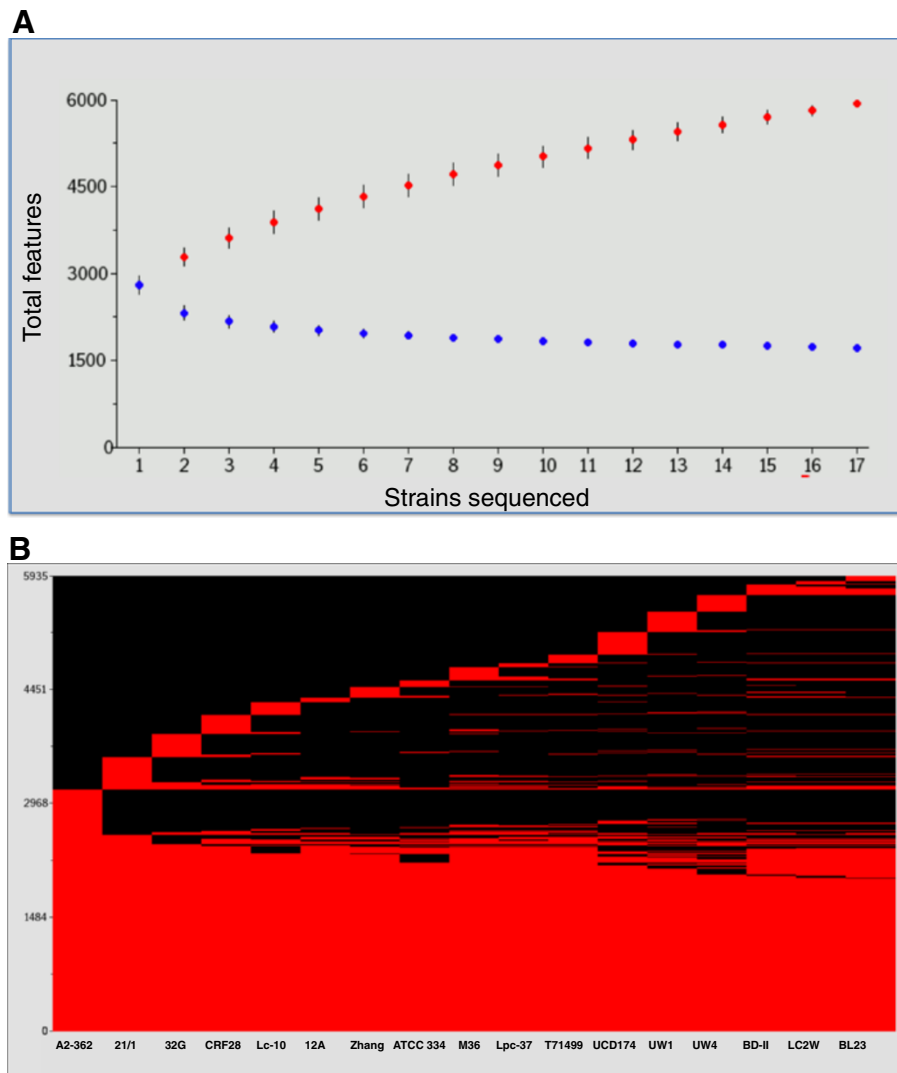 A
6000
4500
3000
1500
0
Total features
1 2 3 4 5 6 7 8 9 10 11 12 13 14 15 16 17
Strains sequenced
B
5935
4451
2968
1484
0
A2-362 21/1 32G CRF28 Lc-10 12A Zhang ATCC 334 M36 Lpc-37 T71499 UCD174 UW1 UW4 BD-II LC2W BL23